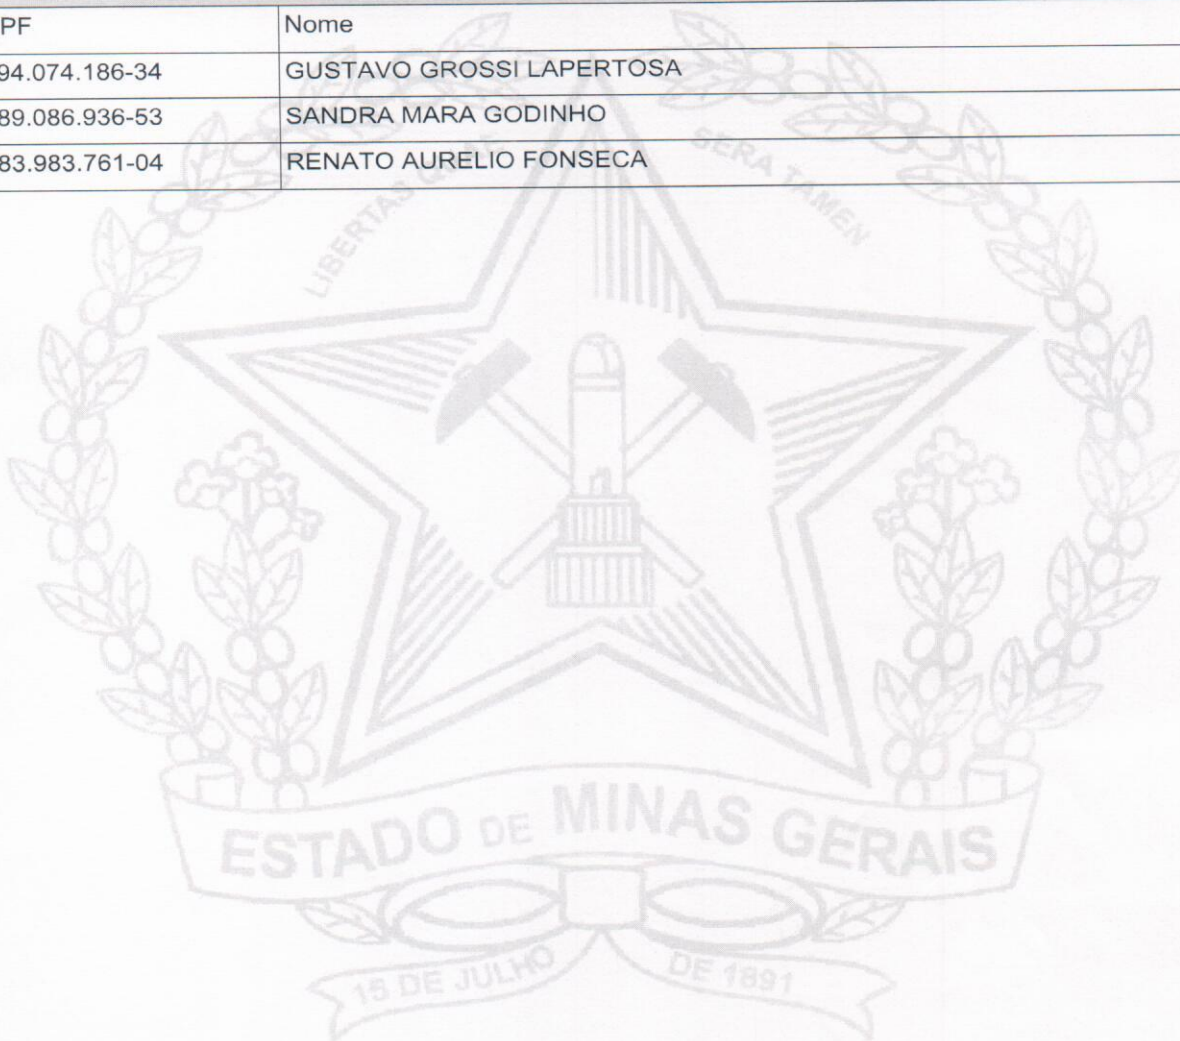 PF Nome
94.074.186-34 GUSTAVO GROSSI LAPERTOSA
89.086.936-53 SANDRA MARA GODINHO
83.983.761-04 RENATO AURELIO FONSECA
LIBERTAS QUAE SERA TAMEN
ESTADO DE MINAS GERAIS
15 DE JULHO DE 1891